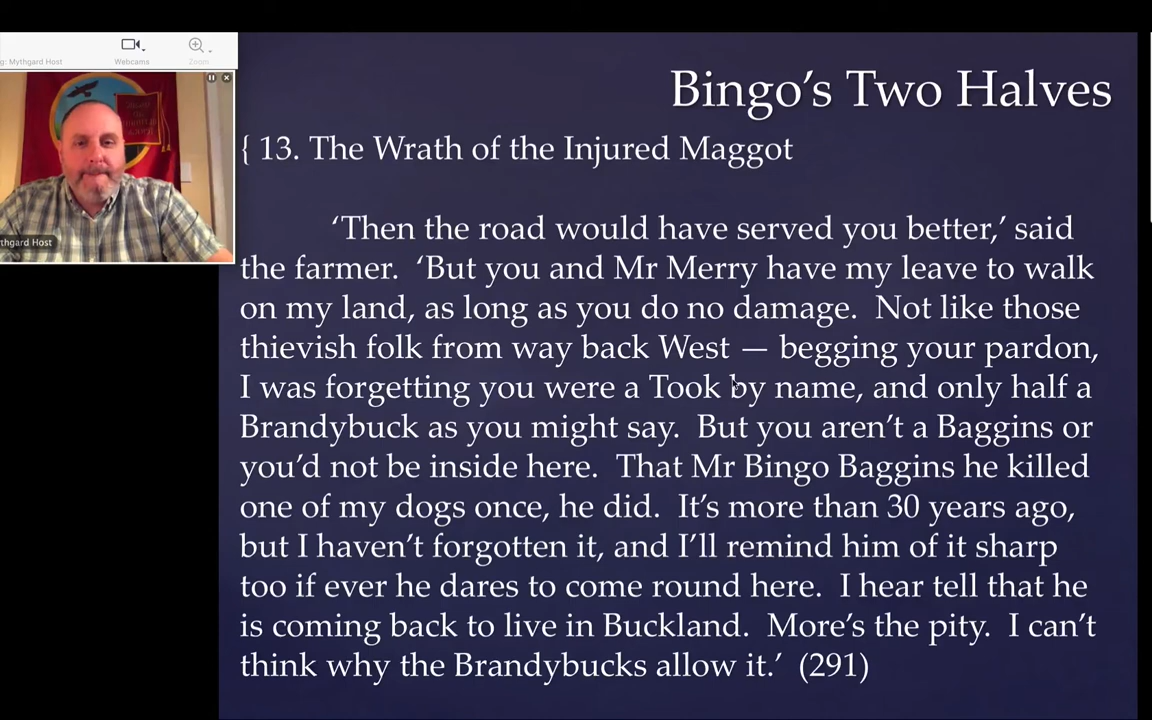 g: Mythgard Host
Webcams
Zoom
thgard Host
Bingo's Two Halves
{ 13. The Wrath of the Injured Maggot
'Then the road would have served you better,' said
the farmer.  'But you and Mr Merry have my leave to walk
on my land, as long as you do no damage.  Not like those
thievish folk from way back West — begging your pardon,
I was forgetting you were a Took by name, and only half a
Brandybuck as you might say.  But you aren't a Baggins or
you'd not be inside here.  That Mr Bingo Baggins he killed
one of my dogs once, he did.  It's more than 30 years ago,
but I haven't forgotten it, and I'll remind him of it sharp
too if ever he dares to come round here.  I hear tell that he
is coming back to live in Buckland.  More's the pity.  I can't
think why the Brandybucks allow it.'  (291)